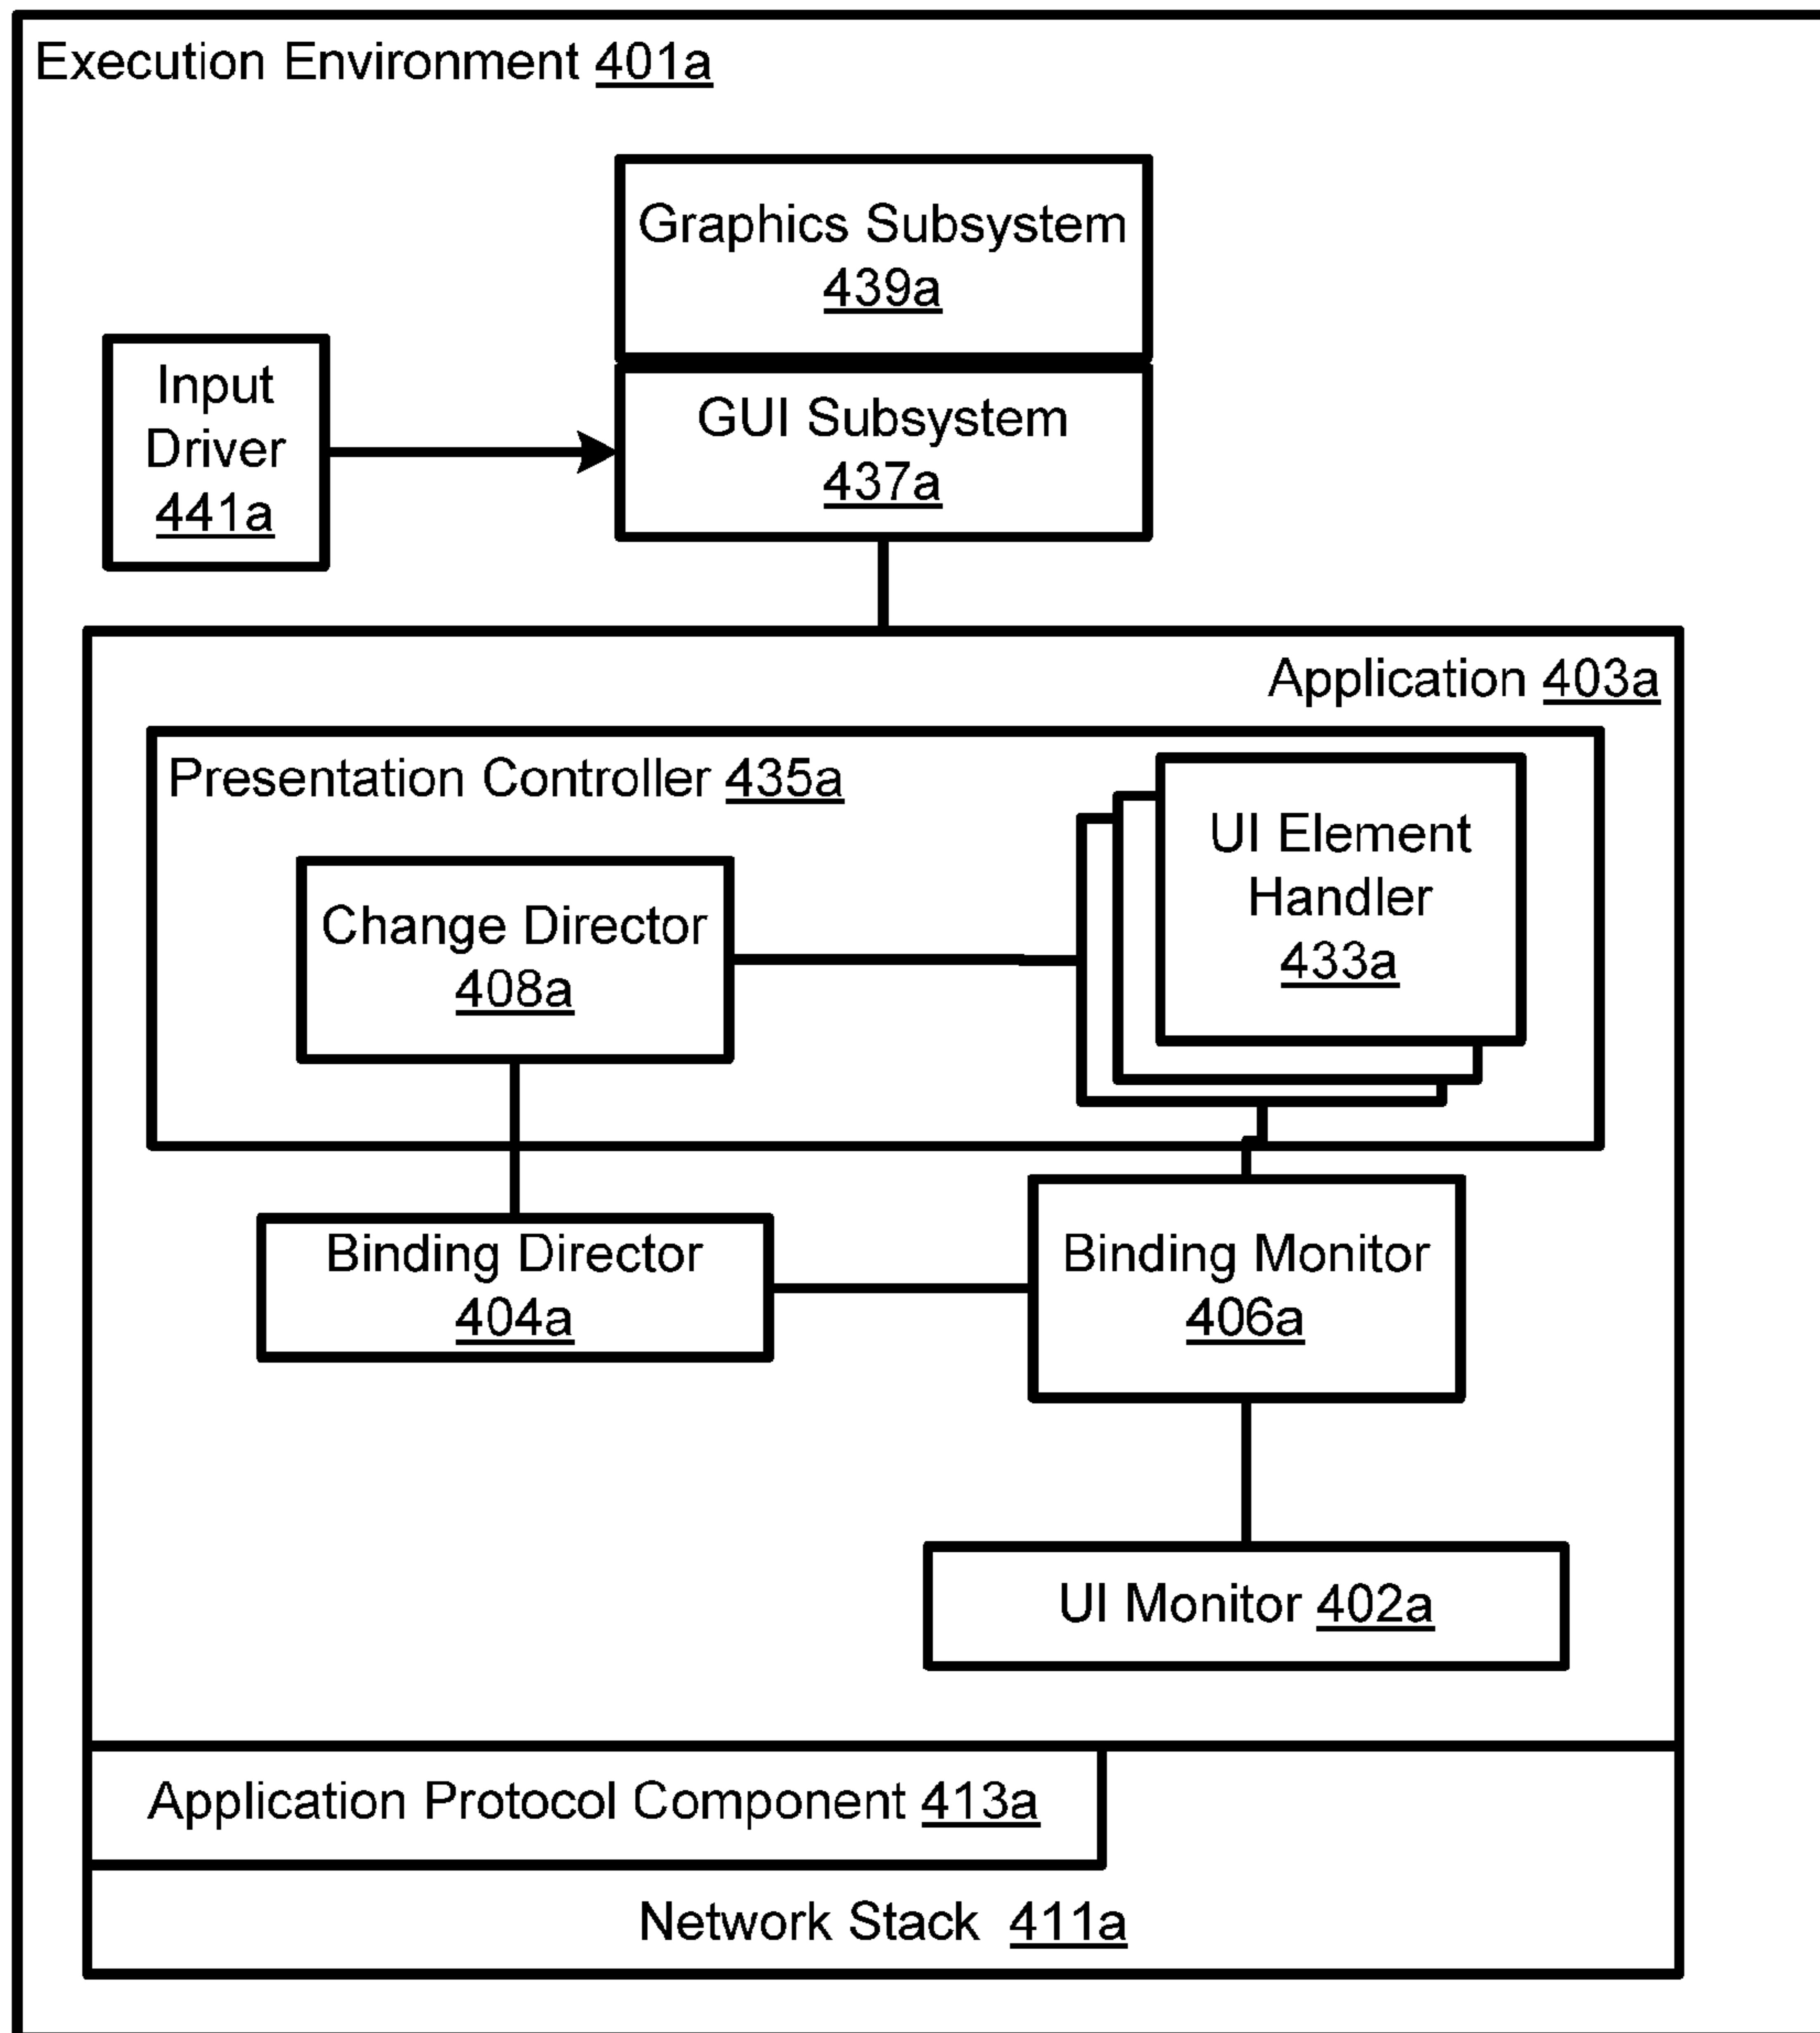 Execution Environment 401a
Graphics Subsystem
439a
Input
Driver
441a
GUI Subsystem
437a
Application 403a
Presentation Controller 435a
UI Element
Handler
433a
Change Director
408a
Binding Director
404a
Binding Monitor
406a
UI Monitor 402a
Application Protocol Component 413a
Network Stack 411a